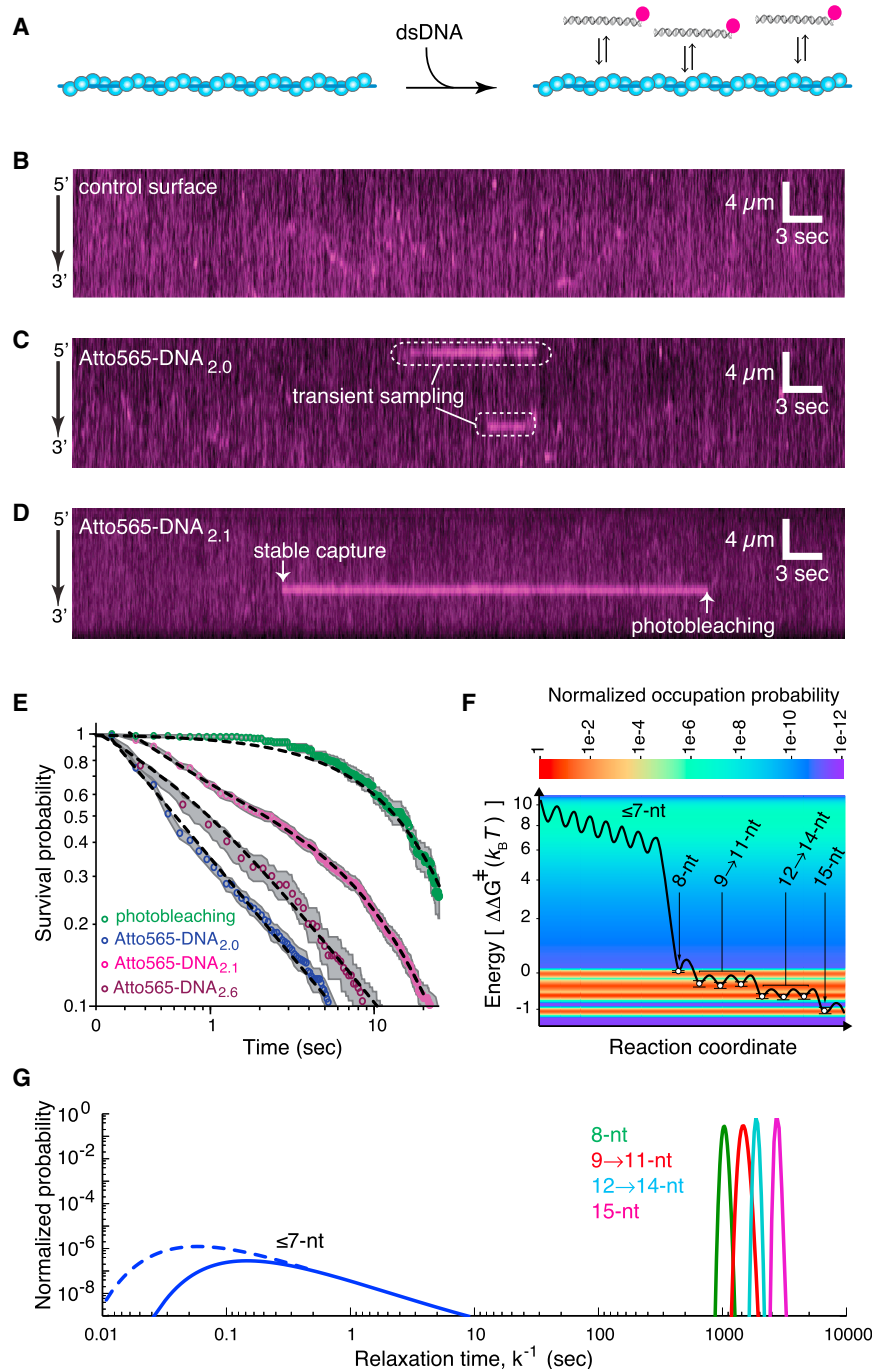 A
dsDNA
B
5’
control surface
3’
4 µm
3 sec
C
5’
Atto565-DNA2.0
transient sampling
3’
4 µm
3 sec
D
5’
Atto565-DNA2.1
stable capture
3’
photobleaching
4 µm
3 sec
E
Survival probability
1
0.9
0.8
0.7
0.6
0.5
0.4
0.3
0.2
0.1
photobleaching
Atto565-DNA2.0
Atto565-DNA2.1
Atto565-DNA2.6
0
1
10
Time (sec)
F
Normalized occupation probability
1
1e-2
1e-4
1e-6
1e-8
1e-10
1e-12
Energy [ ΔΔG‡(kBT) ]
10
8
6
4
2
0
-1
≤7-nt
8-nt
9→11-nt
12→14-nt
15-nt
Reaction coordinate
G
Normalized probability
10^0
10^-2
10^-4
10^-6
10^-8
≤7-nt
8-nt
9→11-nt
12→14-nt
15-nt
0.01
0.1
1
10
100
1000
10000
Relaxation time, k^-1 (sec)